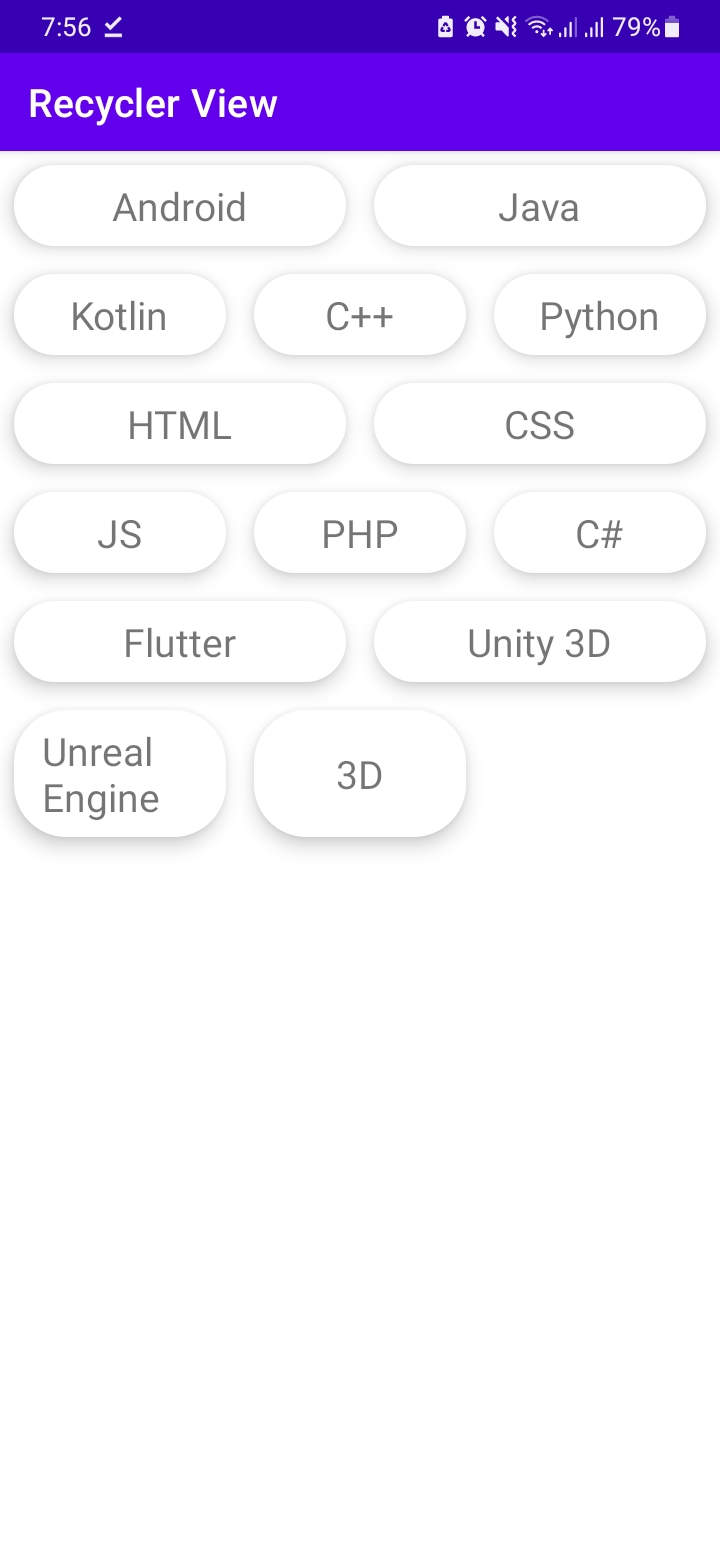 7:56 79%
Recycler View
Android Java
Kotlin C++ Python
HTML CSS
JS PHP C#
Flutter Unity 3D
Unreal
Engine
3D